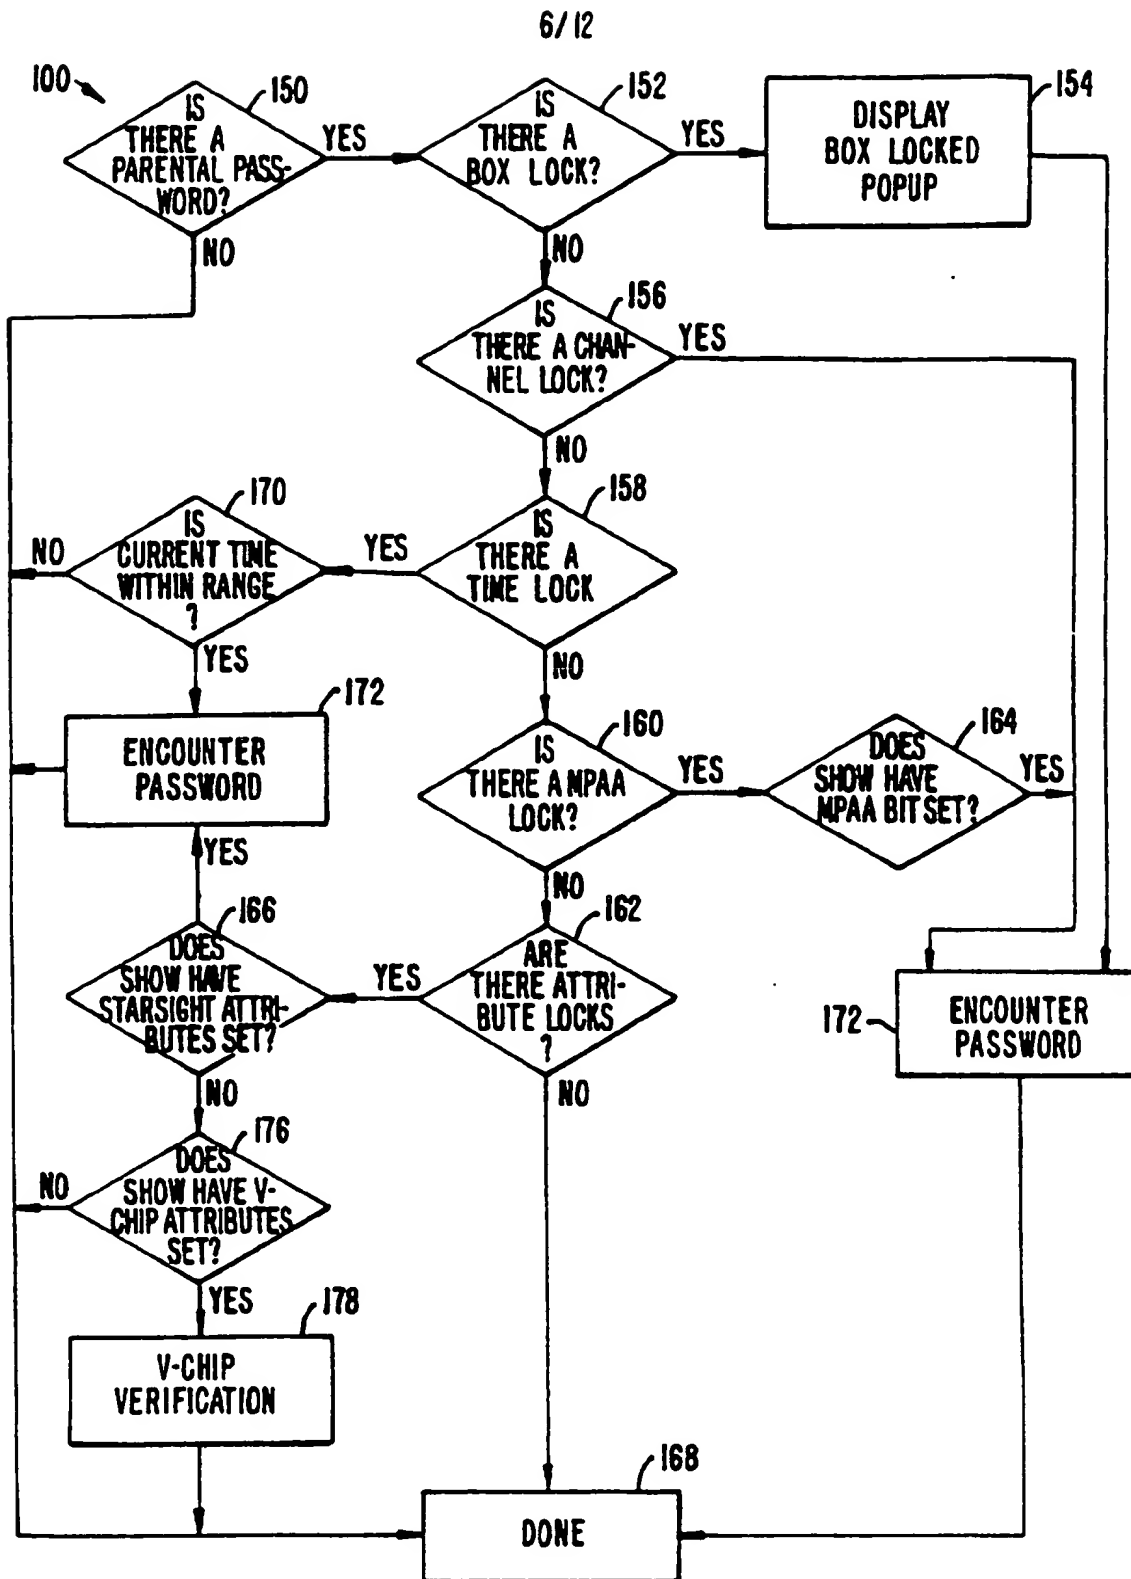 6/12
100
150
IS
THERE A
PARENTAL PASS-
WORD?
YES
NO
152
IS
THERE A
BOX LOCK?
YES
NO
154
DISPLAY
BOX LOCKED
POPUP
156
IS
THERE A CHAN-
NEL LOCK?
YES
NO
158
IS
THERE A
TIME LOCK
YES
NO
170
IS
CURRENT TIME
WITHIN RANGE
?
NO
YES
172
ENCOUNTER
PASSWORD
160
IS
THERE A MPAA
LOCK?
YES
NO
164
DOES
SHOW HAVE
MPAA BIT SET?
YES
YES
166
DOES
SHOW HAVE
STARSIGHT ATTRI-
BUTES SET?
NO
162
ARE
THERE ATTRI-
BUTE LOCKS
?
YES
NO
172
ENCOUNTER
PASSWORD
176
DOES
SHOW HAVE V-
CHIP ATTRIBUTES
SET?
NO
YES
178
V-CHIP
VERIFICATION
168
DONE